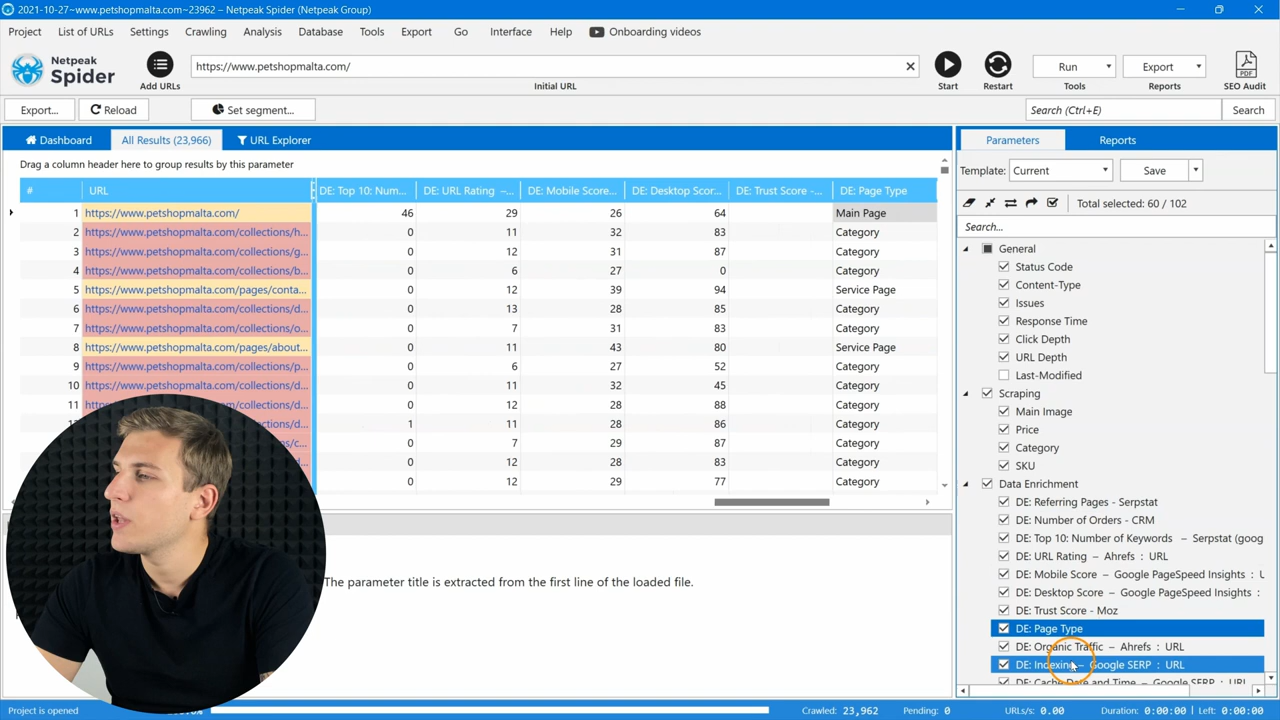 2021-10-27~www.petshopmalta.com~23962 – Netpeak Spider (Netpeak Group)
Project List of URLs Settings Crawling Analysis Database Tools Export Go Interface Help Onboarding videos
Netpeak Spider
Add URLs
https://www.petshopmalta.com/
Initial URL
Start
Restart
Run
Tools
Export
Reports
PDF
SEO Audit
Export... Reload Set segment... Search (Ctrl+E) Search
Dashboard All Results (23,966) URL Explorer
Drag a column header here to group results by this parameter
# URL DE: Top 10: Num... DE: URL Rating –... DE: Mobile Score... DE: Desktop Scor... DE: Trust Score -... DE: Page Type
1 https://www.petshopmalta.com/ 46 29 26 64 Main Page
2 https://www.petshopmalta.com/collections/h... 0 11 32 83 Category
3 https://www.petshopmalta.com/collections/g... 0 12 31 87 Category
4 https://www.petshopmalta.com/collections/b... 0 6 27 0 Category
5 https://www.petshopmalta.com/pages/conta... 0 12 39 94 Service Page
6 https://www.petshopmalta.com/collections/d... 0 13 28 85 Category
7 https://www.petshopmalta.com/collections/o... 0 7 31 83 Category
8 https://www.petshopmalta.com/pages/about... 0 11 43 80 Service Page
9 https://www.petshopmalta.com/collections/p... 0 6 27 52 Category
10 https://www.petshopmalta.com/collections/d... 0 11 32 45 Category
11 collections/d... 0 12 28 88 Category
d... 1 11 28 86 Category
c... 0 7 29 87 Category
0 12 28 83 Category
0 12 29 77 Category
The parameter title is extracted from the first line of the loaded file.
Parameters Reports
Template: Current Save
Total selected: 60 / 102
Search...
General
Status Code
Content-Type
Issues
Response Time
Click Depth
URL Depth
Last-Modified
Scraping
Main Image
Price
Category
SKU
Data Enrichment
DE: Referring Pages - Serpstat
DE: Number of Orders - CRM
DE: Top 10: Number of Keywords – Serpstat (goog
DE: URL Rating – Ahrefs : URL
DE: Mobile Score – Google PageSpeed Insights : U
DE: Desktop Score – Google PageSpeed Insights :
DE: Trust Score - Moz
DE: Page Type
DE: Organic Traffic – Ahrefs : URL
DE: Indexing – Google SERP : URL
DE: Cache Date and Time – Google SERP : URL
Project is opened Crawled: 23,962 Pending: 0 URLs/s: 0.00 Duration: 0:00:00 Left: 0:00:00